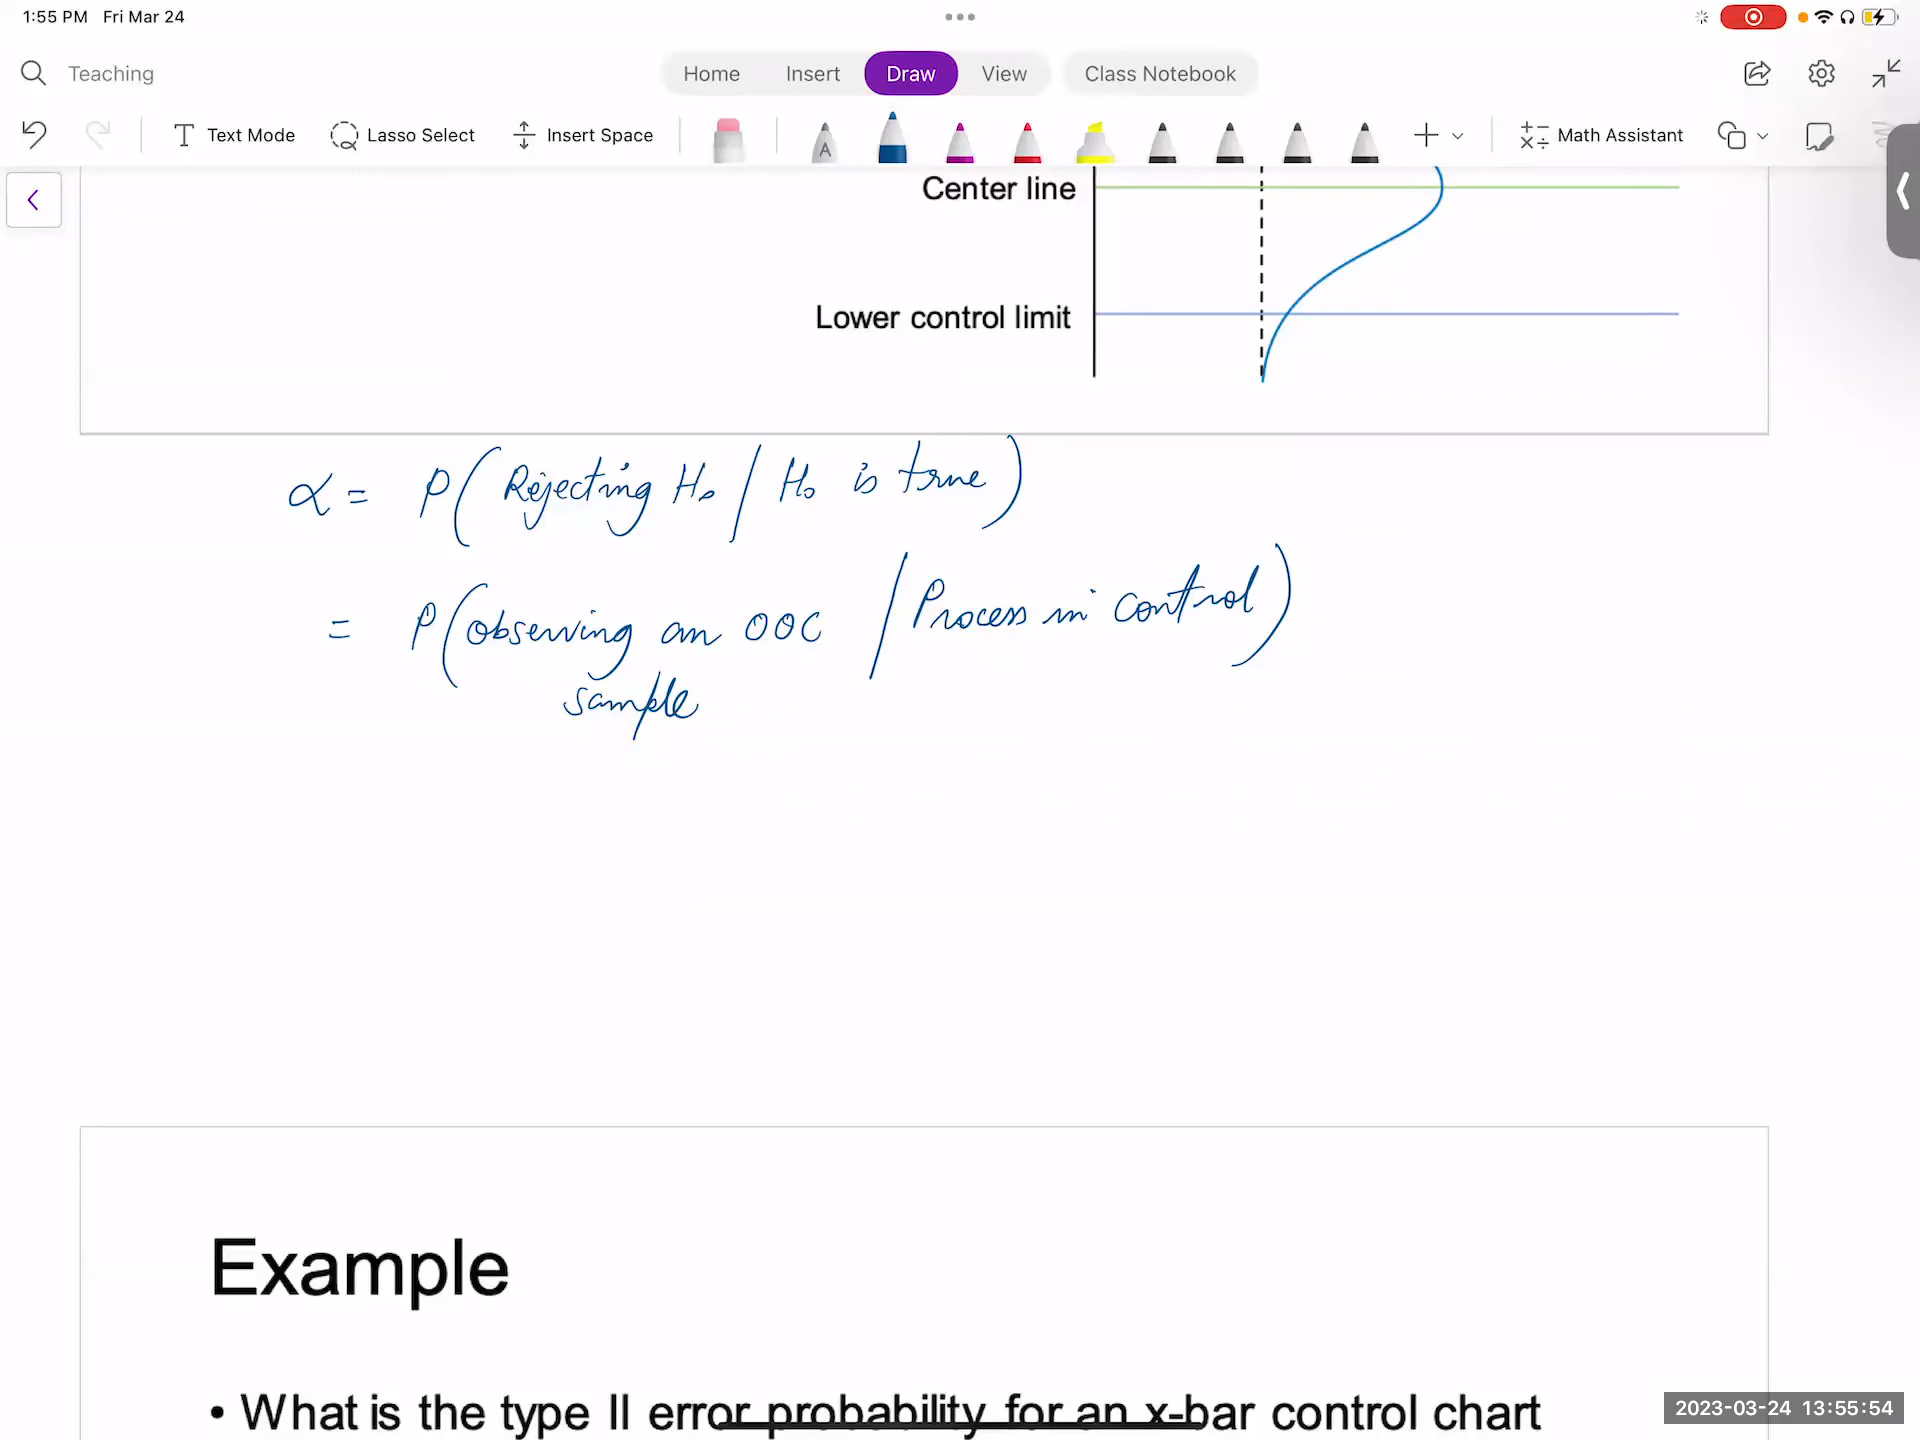 1:55 PM Fri Mar 24
Teaching
Home Insert Draw View Class Notebook
Text Mode Lasso Select Insert Space A Math Assistant
Center line
Lower control limit
α = P(Rejecting H₀ / H₀ is true)
= P(observing an OOC / Process in control)
sample
Example
• What is the type II error probability for an x-bar control chart
2023-03-24 13:55:54